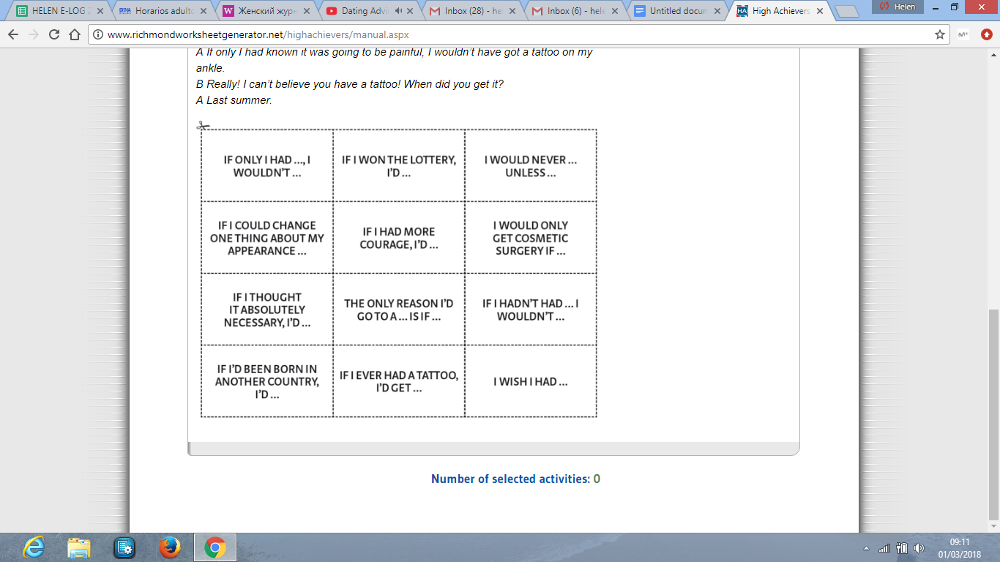 HELEN E-LOG
Horarios adult
Женский журн
Dating Adv
Inbox (28) - he
Inbox (6) - hele
Untitled docum
High Achievers
Helen
www.richmondworksheetgenerator.net/highachievers/manual.aspx
A If only I had known it was going to be painful, I wouldn't have got a tattoo on my
ankle.
B Really! I can't believe you have a tattoo! When did you get it?
A Last summer.
IF ONLY I HAD ..., I
WOULDN'T ...
IF I WON THE LOTTERY,
I'D ...
I WOULD NEVER ...
UNLESS ...
IF I COULD CHANGE
ONE THING ABOUT MY
APPEARANCE ...
IF I HAD MORE
COURAGE, I'D ...
I WOULD ONLY
GET COSMETIC
SURGERY IF ...
IF I THOUGHT
IT ABSOLUTELY
NECESSARY, I'D ...
THE ONLY REASON I'D
GO TO A ... IS IF ...
IF I HADN'T HAD ... I
WOULDN'T ...
IF I'D BEEN BORN IN
ANOTHER COUNTRY,
I'D ...
IF I EVER HAD A TATTOO,
I'D GET ...
I WISH I HAD ...
Number of selected activities: 0
09:11
01/03/2018